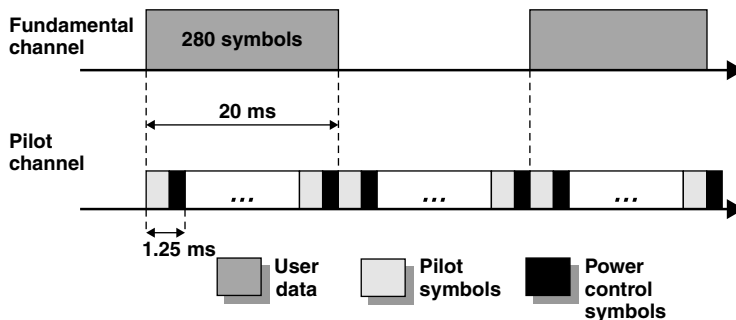 Fundamental
channel
280 symbols
20 ms
Pilot
channel
...
...
...
1.25 ms
User
data
Pilot
symbols
Power
control
symbols